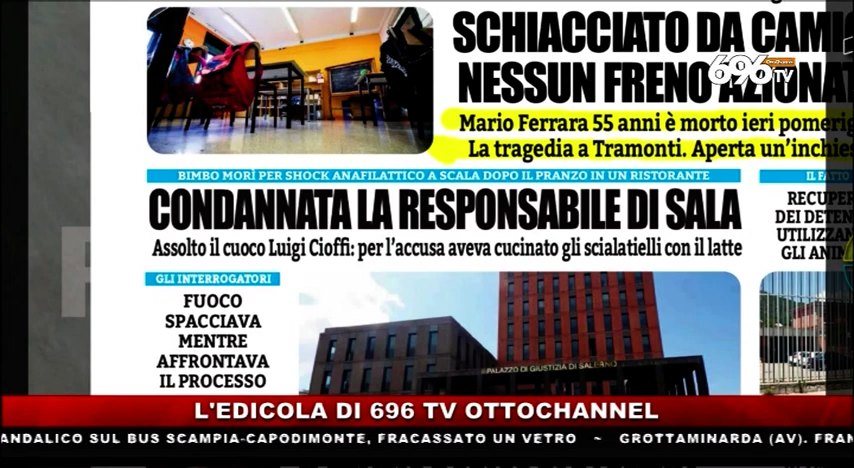 SCHIACCIATO DA CAMI
NESSUN FRENO AZIONAT
696 TV
Mario Ferrara 55 anni è morto ieri pomerig
La tragedia a Tramonti. Aperta un'inchies
BIMBO MORÌ PER SHOCK ANAFILATTICO A SCALA DOPO IL PRANZO IN UN RISTORANTE
CONDANNATA LA RESPONSABILE DI SALA
Assolto il cuoco Luigi Cioffi: per l'accusa aveva cucinato gli scialatielli con il latte
IL FATTO
RECUPER
DEI DETEN
UTILIZZAN
GLI ANIM
GLI INTERROGATORI
FUOCO
SPACCIAVA
MENTRE
AFFRONTAVA
IL PROCESSO
PALAZZO DI GIUSTIZIA DI SALERNO
L'EDICOLA DI 696 TV OTTOCHANNEL
ANDALICO SUL BUS SCAMPIA-CAPODIMONTE, FRACASSATO UN VETRO ~ GROTTAMINARDA (AV). FRAN